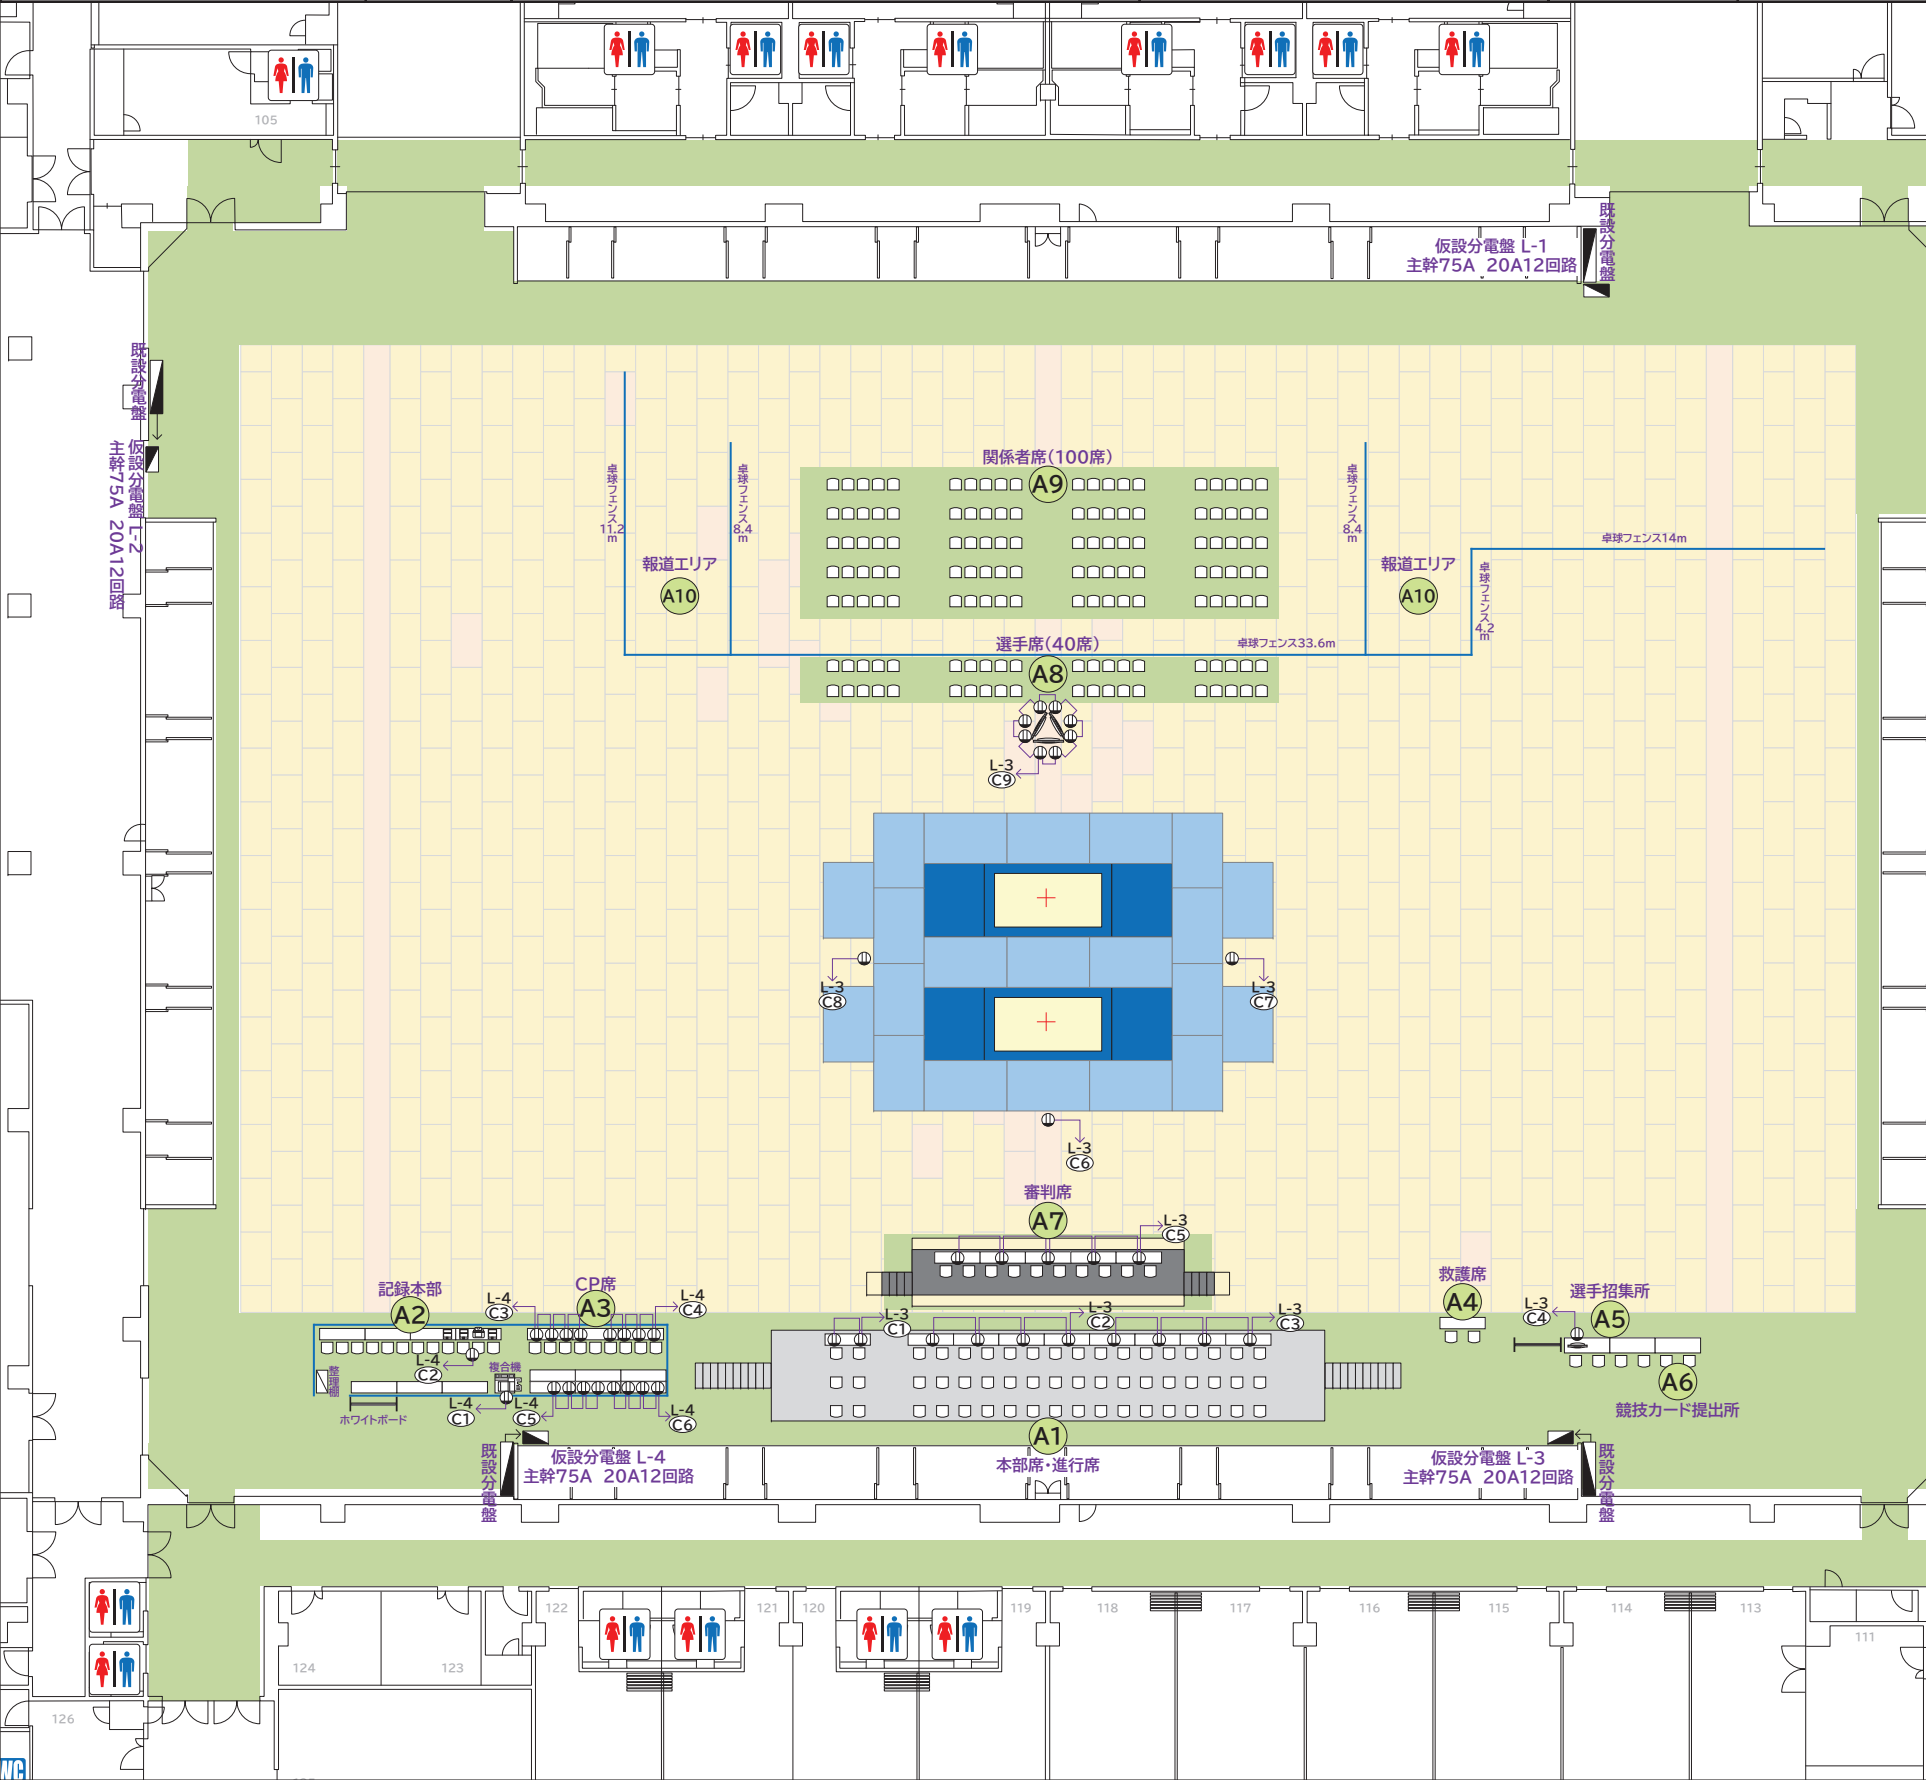 105
既設分電盤
仮設分電盤 L-1
主幹75A 20A12回路
既設分電盤
仮設分電盤 L-2
主幹75A 20A12回路
関係者席(100席)
A9
卓球フェンス11.2m
卓球フェンス8.4m
卓球フェンス8.4m
卓球フェンス14m
報道エリア
A10
報道エリア
A10
卓球フェンス4.2m
選手席(40席)
卓球フェンス33.6m
A8
L-3
C9
L-3
C8
L-3
C7
L-3
C6
審判席
A7
L-3
C5
記録本部
A2
CP席
A3
L-4
C3
L-4
C4
救護席
A4
選手招集所
A5
L-3
C4
L-3
C1
L-3
C2
L-3
C3
L-4
C2
複合機
整理棚
ホワイトボード
L-4
C1
L-4
C5
L-4
C6
A6
競技カード提出所
既設分電盤
仮設分電盤 L-4
主幹75A 20A12回路
A1
本部席・進行席
仮設分電盤 L-3
主幹75A 20A12回路
既設分電盤
122
121
120
119
118
117
116
115
114
113
111
124
123
126
WC